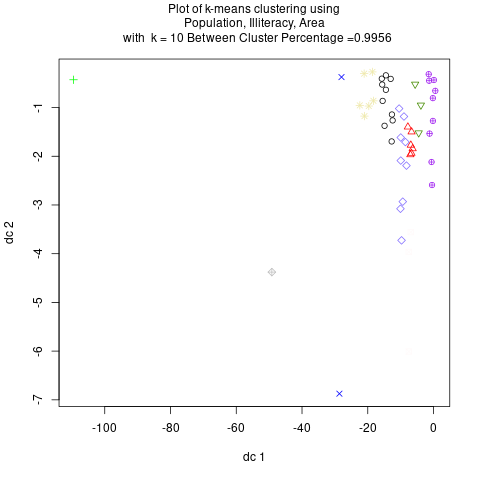 Plot of k-means clustering using
Population, Illiteracy, Area
with k = 10 Between Cluster Percentage =0.9956
dc 2
-1
-2
-3
-4
-5
-6
-7
-100
-80
-60
-40
-20
0
dc 1